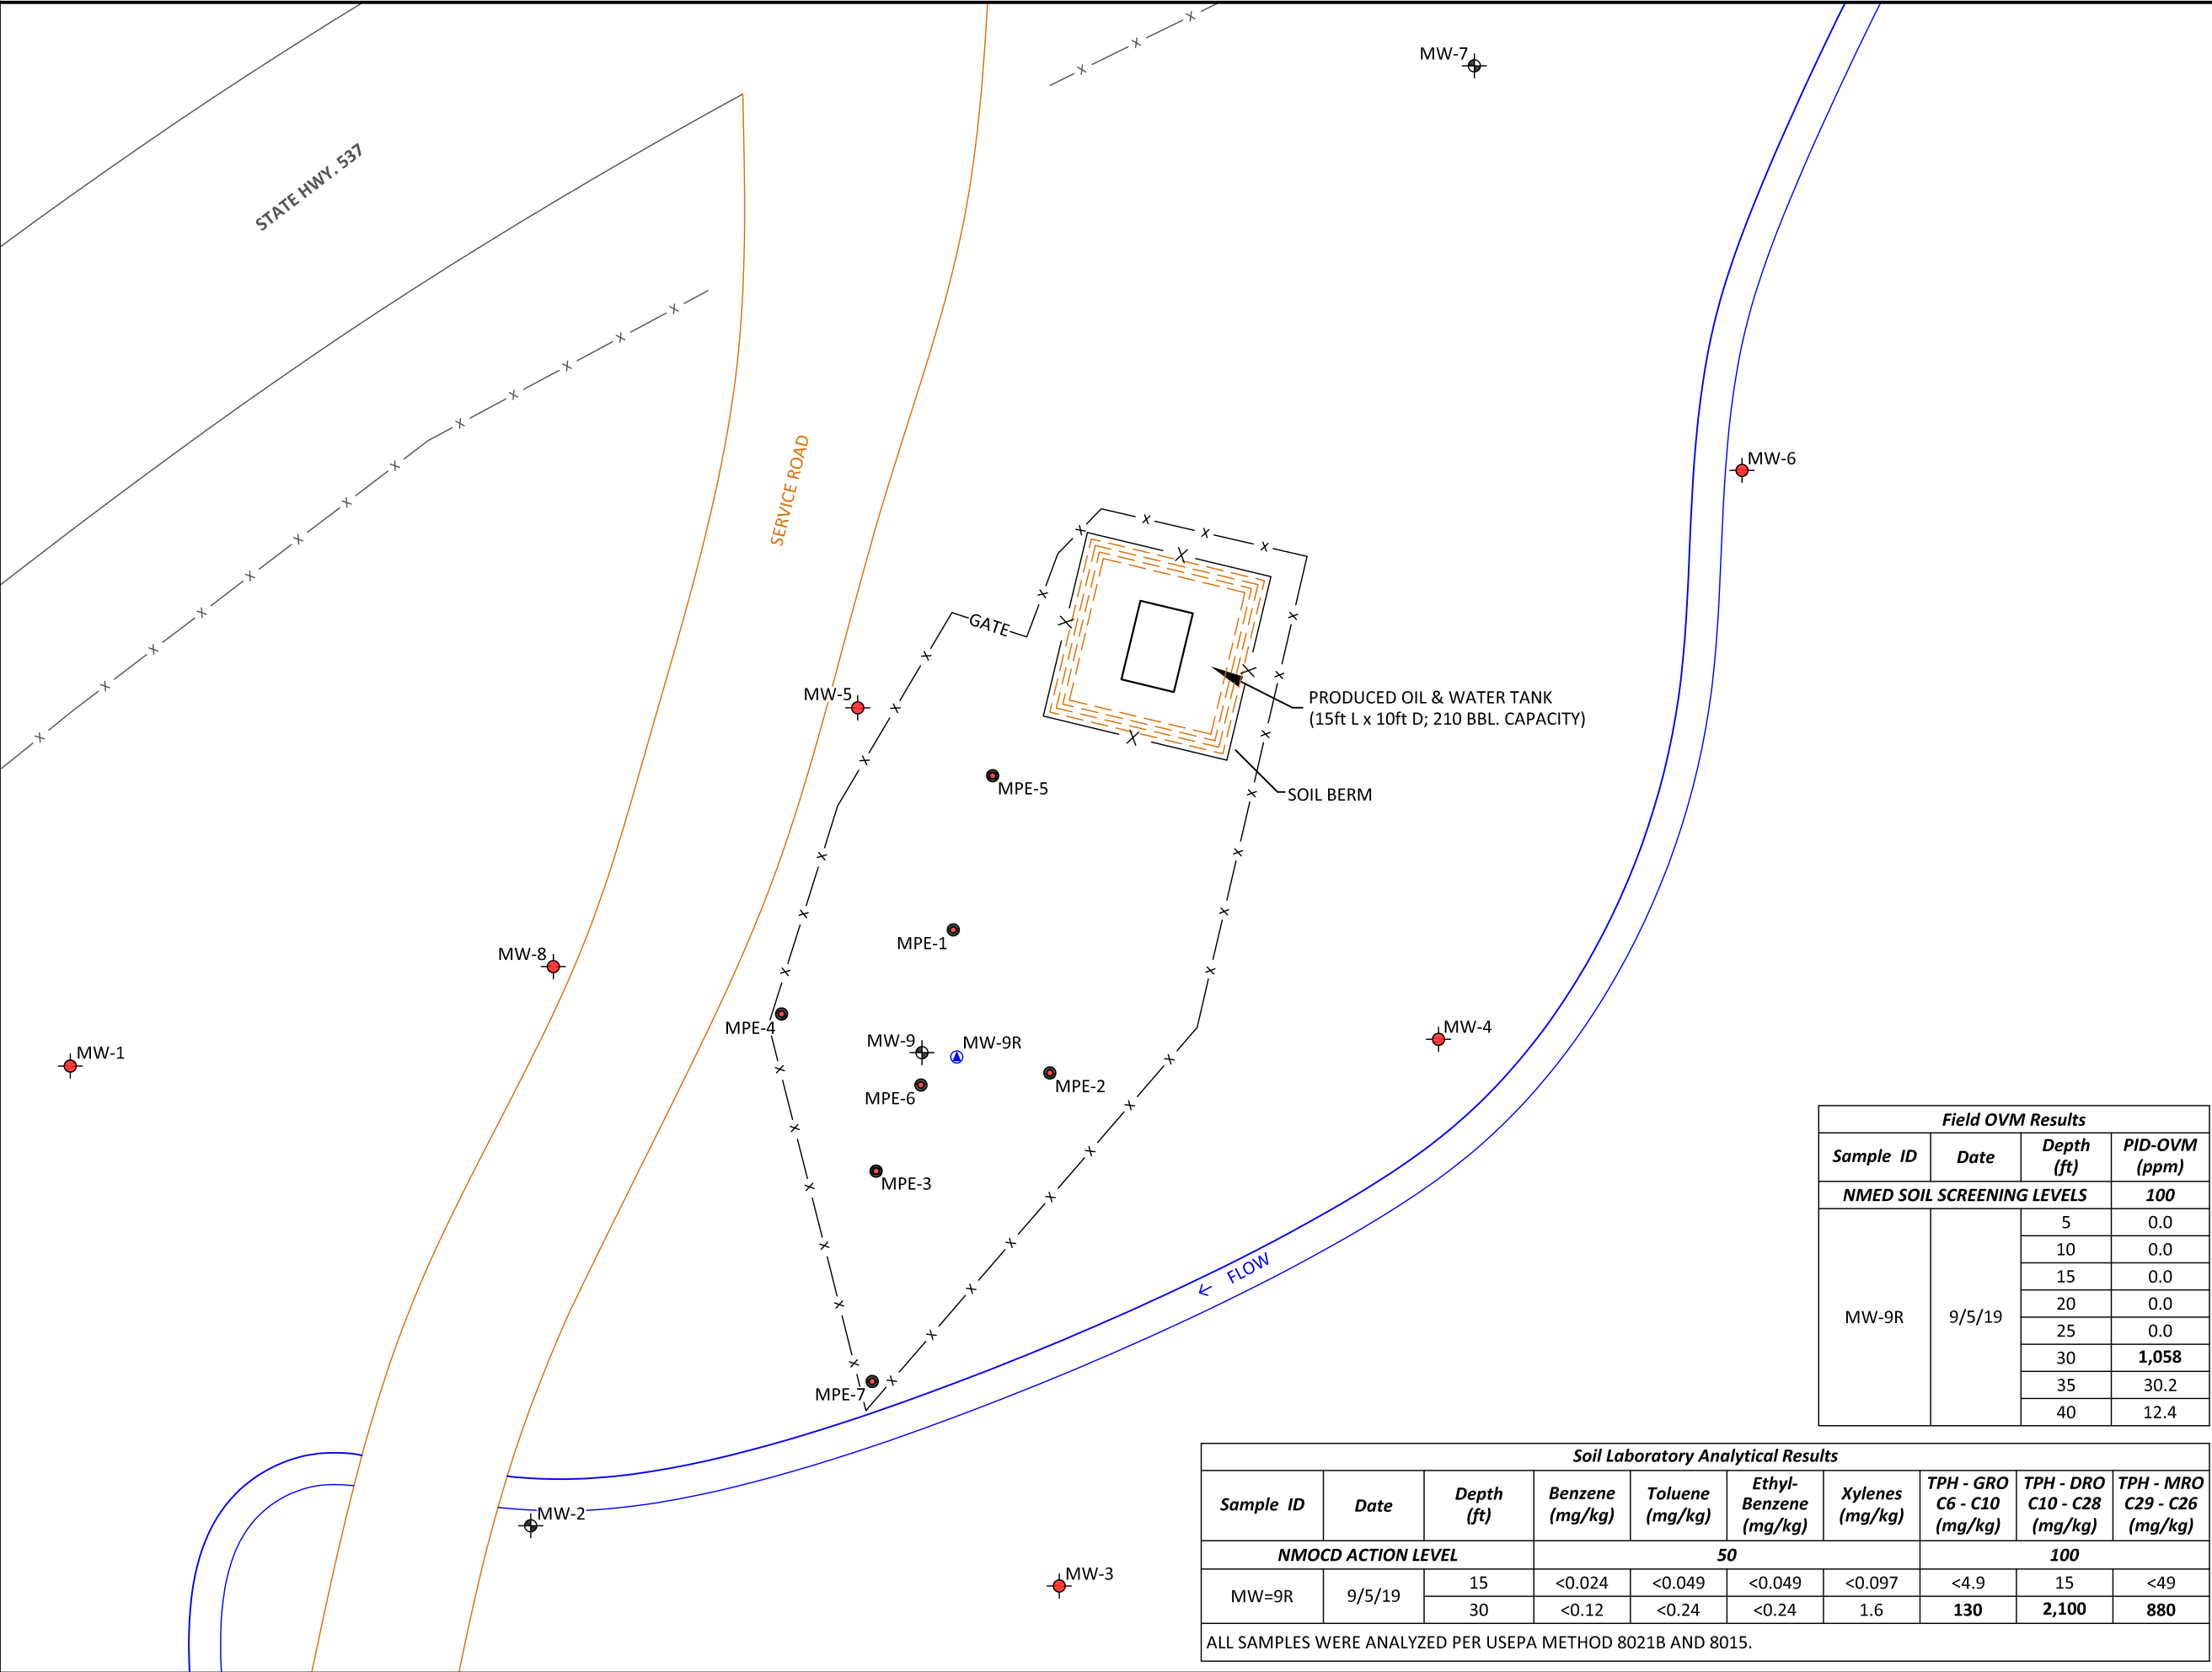 MW-7
STATE HWY. 537
MW-6
SERVICE ROAD
GATE
MW-5
PRODUCED OIL & WATER TANK
(15ft L x 10ft D; 210 BBL. CAPACITY)
MPE-5
SOIL BERM
MPE-1
MW-8
MPE-4
MW-9
MW-9R
MW-4
MW-1
MPE-2
MPE-6
MPE-3
FLOW
MPE-7
MW-2
MW-3
Field OVM Results
Sample ID Date Depth (ft) PID-OVM (ppm)
NMED SOIL SCREENING LEVELS 100
MW-9R 9/5/19
5 0.0
10 0.0
15 0.0
20 0.0
25 0.0
30 1,058
35 30.2
40 12.4
Soil Laboratory Analytical Results
Sample ID Date Depth (ft) Benzene (mg/kg) Toluene (mg/kg) Ethyl-Benzene (mg/kg) Xylenes (mg/kg) TPH - GRO C6 - C10 (mg/kg) TPH - DRO C10 - C28 (mg/kg) TPH - MRO C29 - C26 (mg/kg)
NMOCD ACTION LEVEL 50 100
MW=9R 9/5/19
15 <0.024 <0.049 <0.049 <0.097 <4.9 15 <49
30 <0.12 <0.24 <0.24 1.6 130 2,100 880
ALL SAMPLES WERE ANALYZED PER USEPA METHOD 8021B AND 8015.